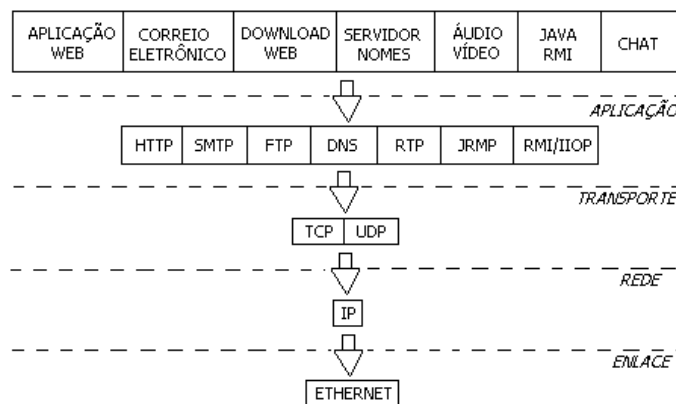 APLICAÇÃO WEB
CORREIO ELETRÔNICO
DOWNLOAD WEB
SERVIDOR NOMES
ÁUDIO VÍDEO
JAVA RMI
CHAT
APLICAÇÃO
HTTP SMTP FTP DNS RTP JRMP RMI/IIOP
TRANSPORTE
TCP UDP
REDE
IP
ENLACE
ETHERNET